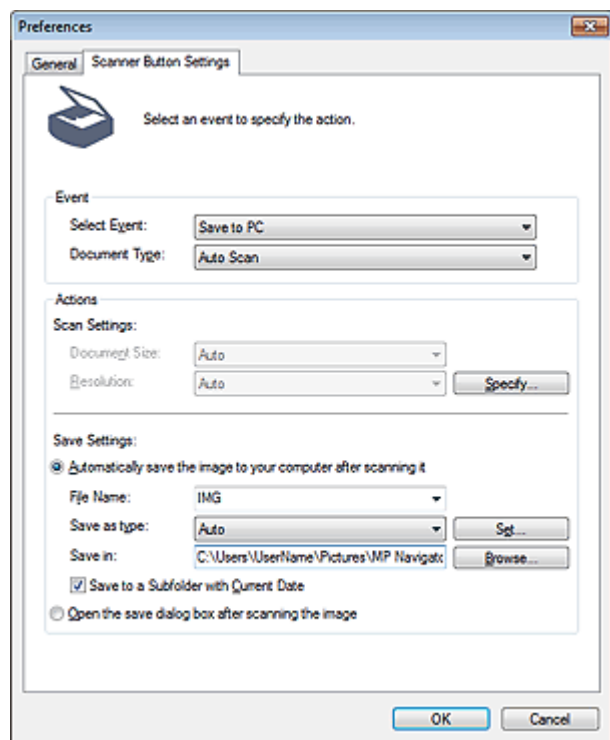 Preferences
General Scanner Button Settings
Select an event to specify the action.
Event
Select Event: Save to PC
Document Type: Auto Scan
Actions
Scan Settings:
Document Size: Auto
Resolution: Auto Specify...
Save Settings:
Automatically save the image to your computer after scanning it
File Name: IMG
Save as type: Auto Set...
Save in: C:\Users\UserName\Pictures\MP Navigato Browse...
Save to a Subfolder with Current Date
Open the save dialog box after scanning the image
OK Cancel